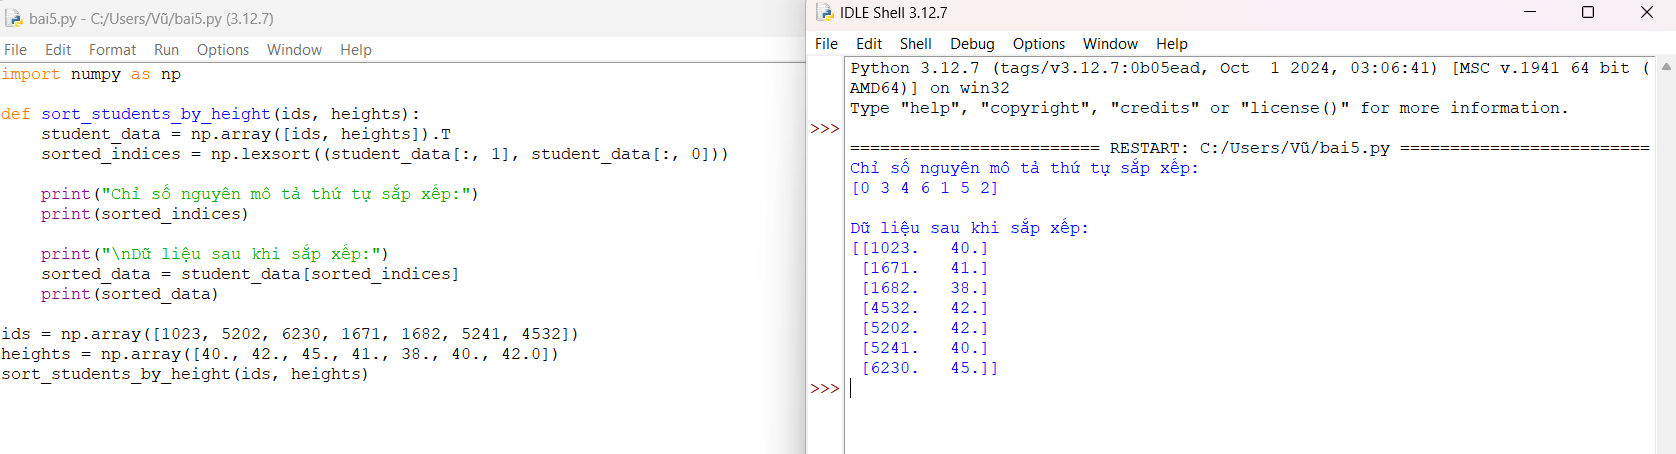 bai5.py - C:/Users/Vũ/bai5.py (3.12.7)
File Edit Format Run Options Window Help
import numpy as np

def sort_students_by_height(ids, heights):
    student_data = np.array([ids, heights]).T
    sorted_indices = np.lexsort((student_data[:, 1], student_data[:, 0]))

    print("Chỉ số nguyên mô tả thứ tự sắp xếp:")
    print(sorted_indices)

    print("\nDữ liệu sau khi sắp xếp:")
    sorted_data = student_data[sorted_indices]
    print(sorted_data)

ids = np.array([1023, 5202, 6230, 1671, 1682, 5241, 4532])
heights = np.array([40., 42., 45., 41., 38., 40., 42.0])
sort_students_by_height(ids, heights)
IDLE Shell 3.12.7
File Edit Shell Debug Options Window Help
Python 3.12.7 (tags/v3.12.7:0b05ead, Oct  1 2024, 03:06:41) [MSC v.1941 64 bit (
AMD64)] on win32
Type "help", "copyright", "credits" or "license()" for more information.
>>>
========================= RESTART: C:/Users/Vũ/bai5.py =========================
Chỉ số nguyên mô tả thứ tự sắp xếp:
[0 3 4 6 1 5 2]

Dữ liệu sau khi sắp xếp:
[[1023.   40.]
 [1671.   41.]
 [1682.   38.]
 [4532.   42.]
 [5202.   42.]
 [5241.   40.]
 [6230.   45.]]
>>>